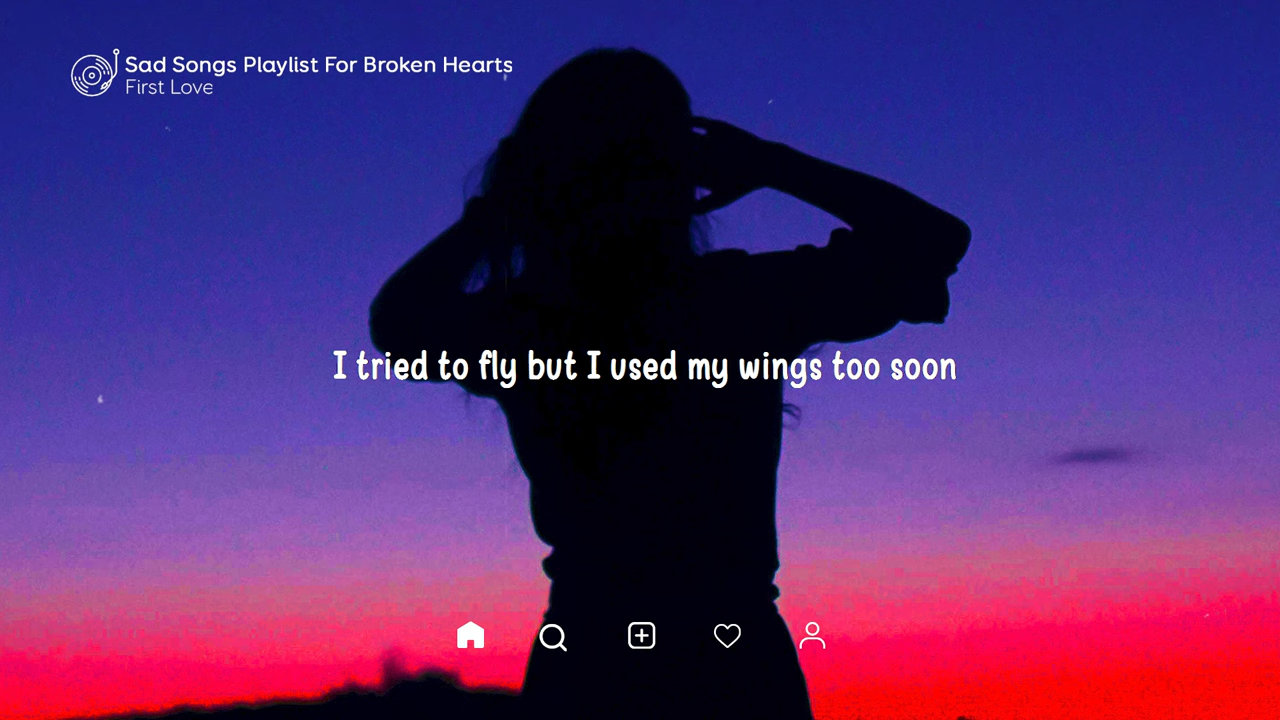 Sad Songs Playlist For Broken Hearts
First Love
I tried to fly but I used my wings too soon